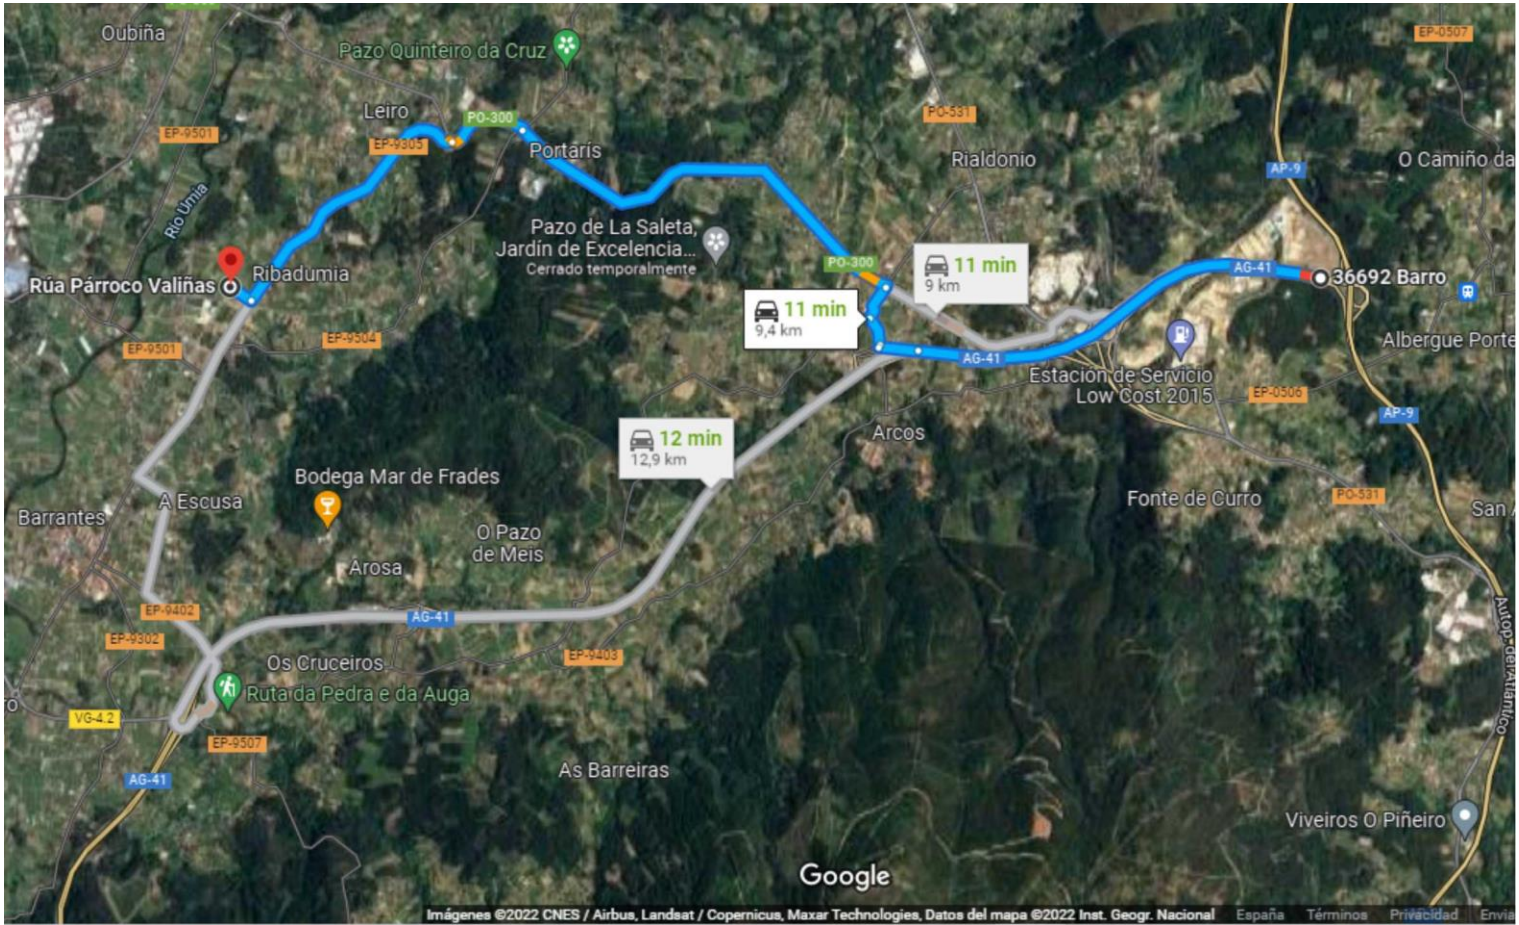 Oubiña
EP-0507
Pazo Quinteiro da Cruz
Leiro
PO-300
PO-531
EP-9501
EP-9305
Portarís
Rialdonio
O Camiño da
AP-9
Río Umia
Pazo de La Saleta,
Jardín de Excelencia...
Cerrado temporalmente
PO-300
11 min
9 km
Ribadumia
Rúa Párroco Valiñas
AG-41
36692 Barro
11 min
9,4 km
EP-9504
EP-9501
AG-41
Albergue Porte
Estación de Servicio
Low Cost 2015
EP-0506
AP-9
12 min
12,9 km
Arcos
Bodega Mar de Frades
A Escusa
Barrantes
Fonte de Curro
PO-531
San
O Pazo
de Meis
Arosa
EP-9402
AG-41
EP-9302
EP-9403
Autop. del Atlántico
Os Cruceiros
Ruta da Pedra e da Auga
VG-4.2
EP-9507
AG-41
As Barreiras
Viveiros O Piñeiro
Google
Imágenes ©2022 CNES / Airbus, Landsat / Copernicus, Maxar Technologies, Datos del mapa ©2022 Inst. Geogr. Nacional España Términos Privacidad Envia